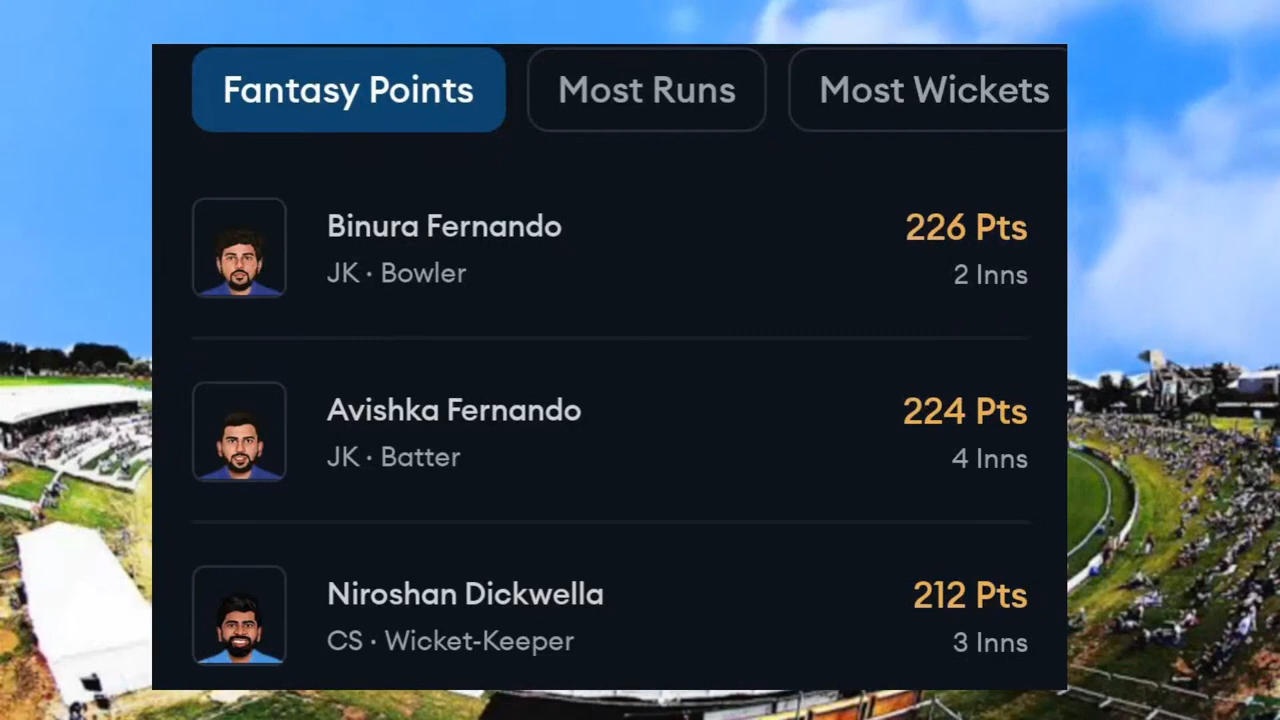 Fantasy Points
Most Runs
Most Wickets
Binura Fernando
226 Pts
JK · Bowler
2 Inns
Avishka Fernando
224 Pts
JK · Batter
4 Inns
Niroshan Dickwella
212 Pts
CS · Wicket-Keeper
3 Inns